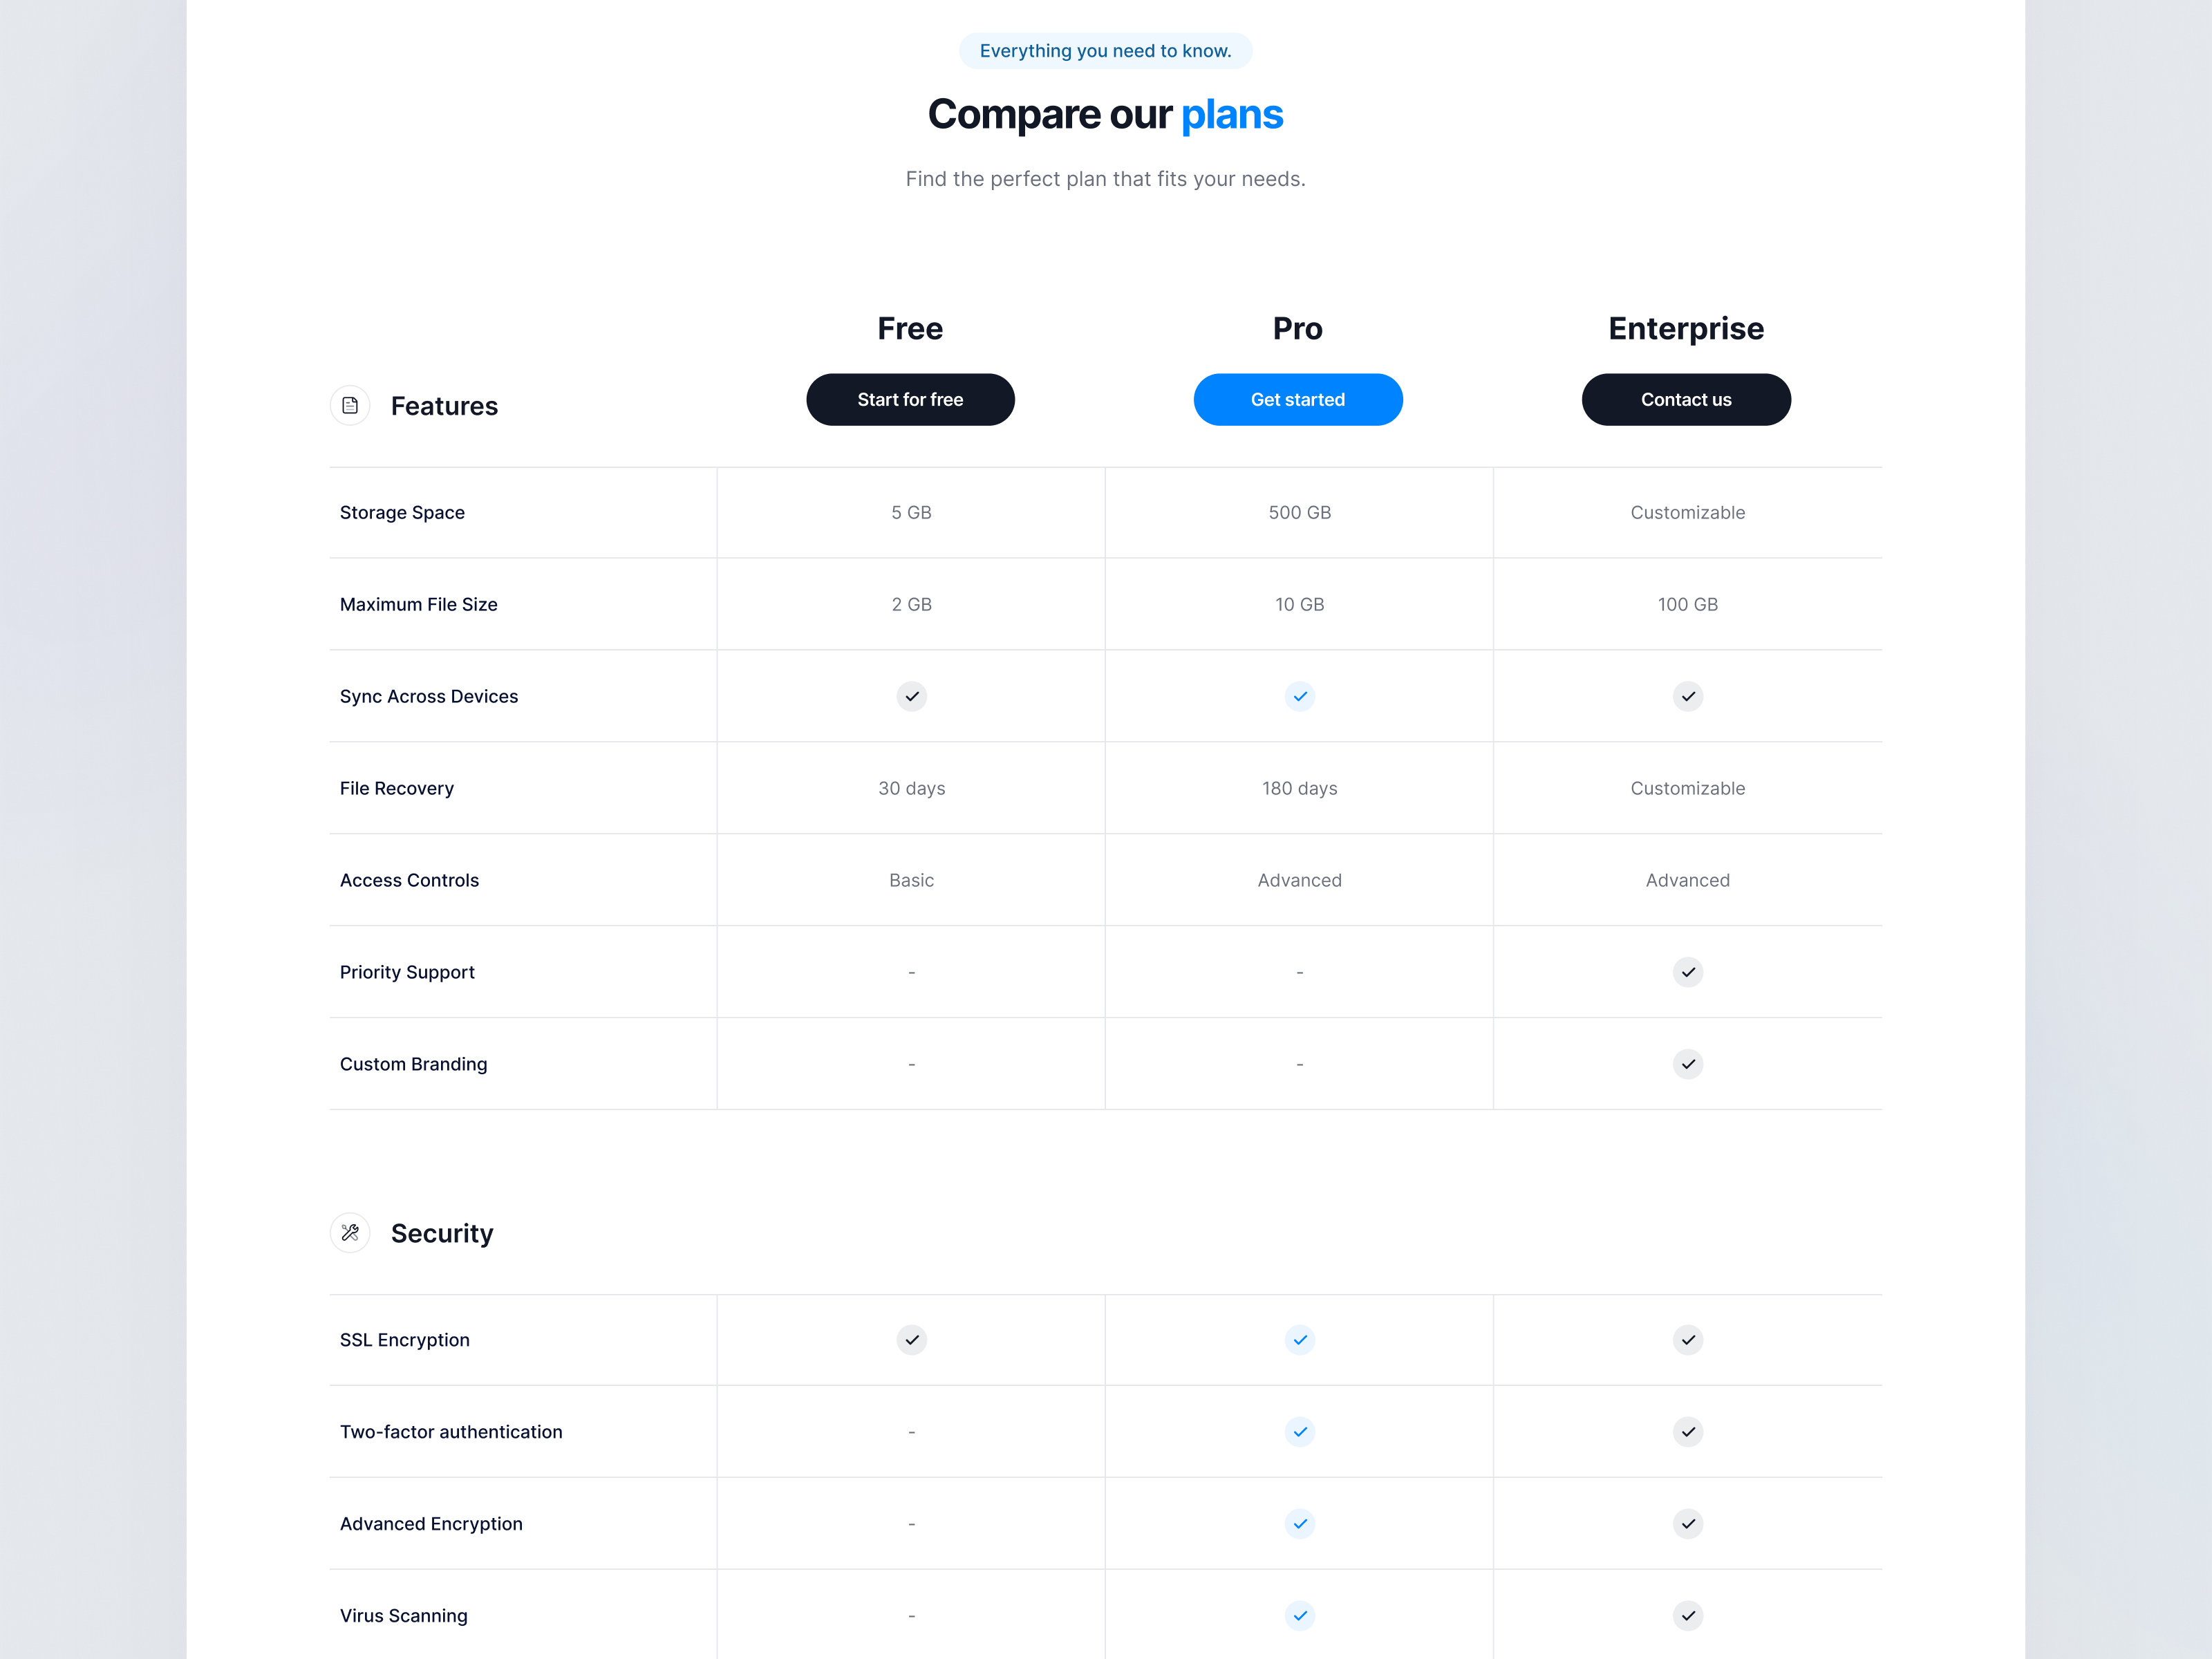 Everything you need to know.
Compare our plans
Find the perfect plan that fits your needs.
Free Pro Enterprise
Features Start for free Get started Contact us
Storage Space 5 GB 500 GB Customizable
Maximum File Size 2 GB 10 GB 100 GB
Sync Across Devices
File Recovery 30 days 180 days Customizable
Access Controls Basic Advanced Advanced
Priority Support - -
Custom Branding - -
Security
SSL Encryption
Two-factor authentication -
Advanced Encryption -
Virus Scanning -